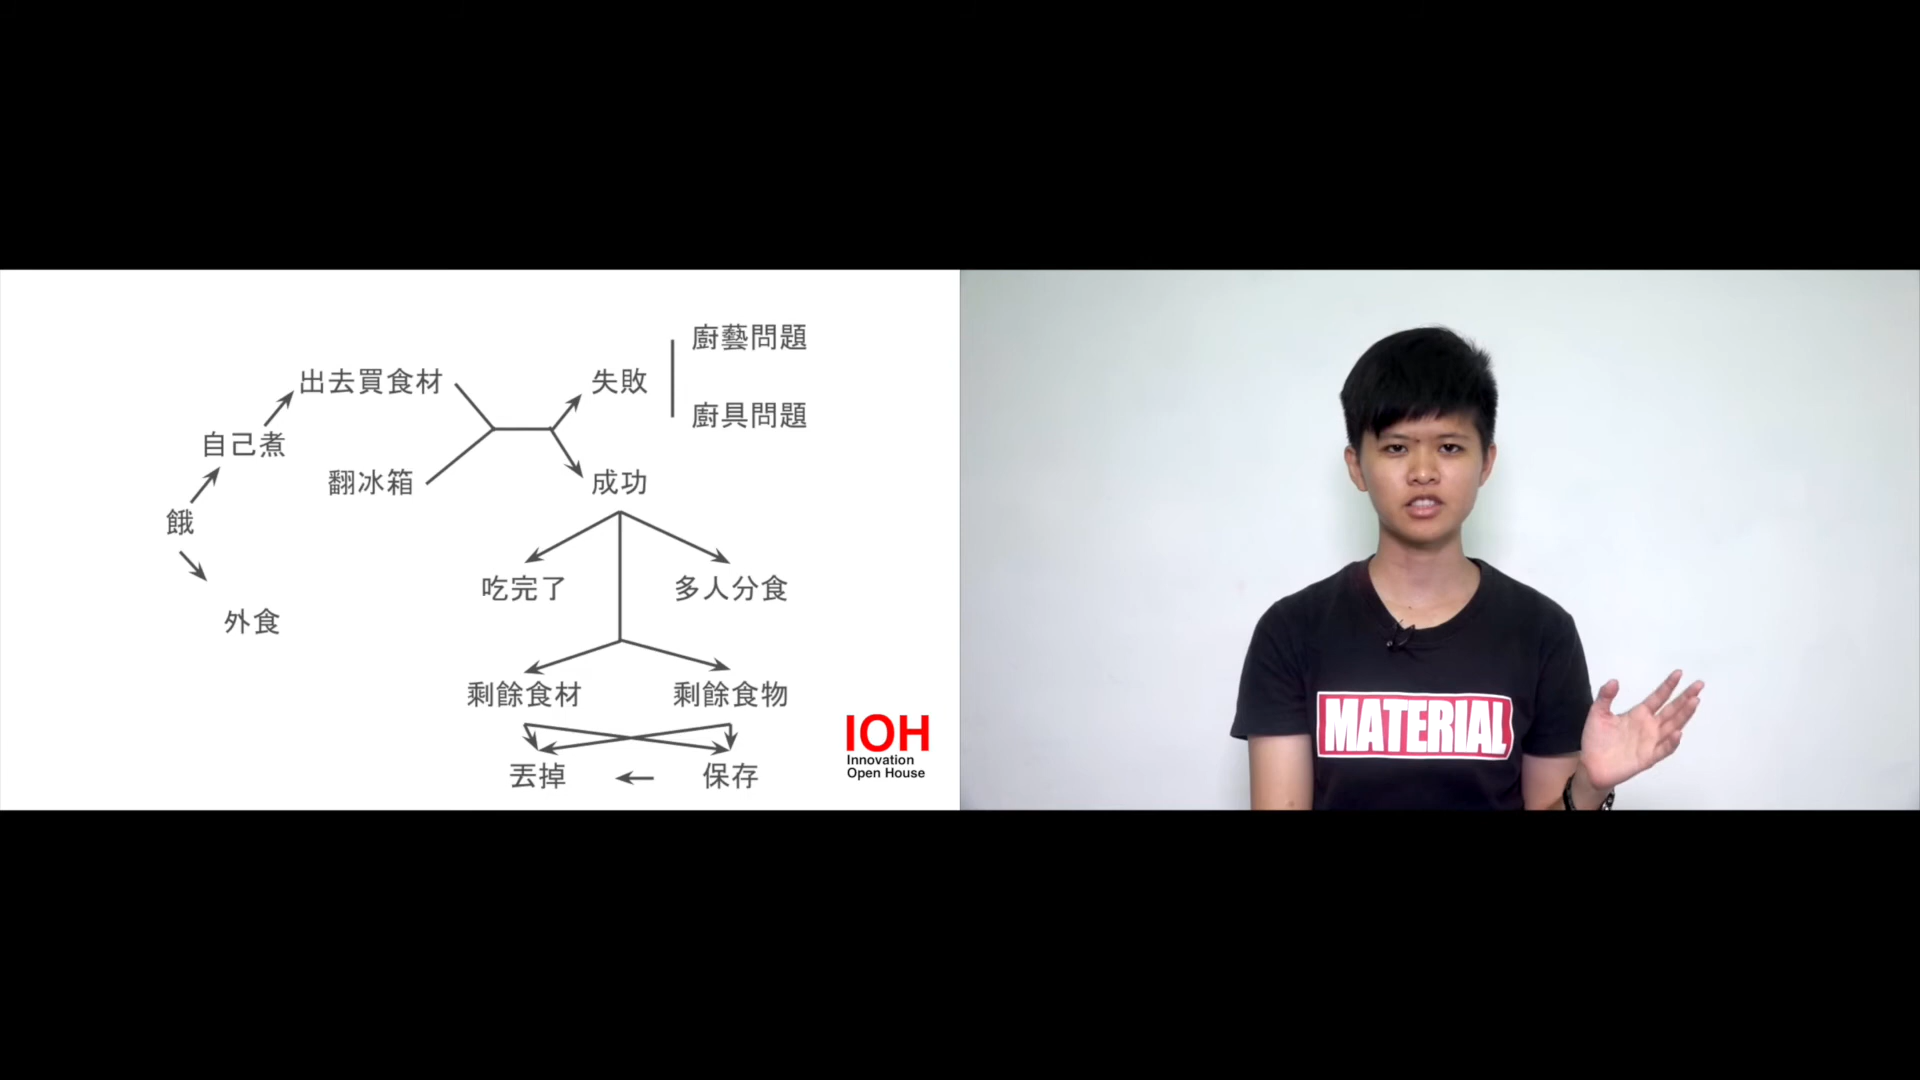 廚藝問題
出去買食材
失敗
廚具問題
自己煮
翻冰箱
成功
餓
吃完了
多人分食
外食
剩餘食材
剩餘食物
IOH
Innovation
Open House
丟掉
保存
MATERIAL